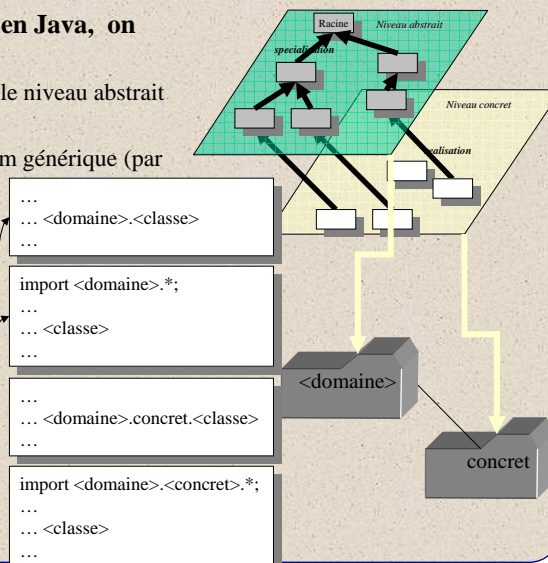 en Java, on
le niveau abstrait
m générique (par
Racine
Niveau abstrait
specialisation
Niveau concret
ealisation
…
… <domaine>.<classe>
…
import <domaine>.*;
…
… <classe>
…
…
… <domaine>.concret.<classe>
…
import <domaine>.<concret>.*;
…
… <classe>
…
<domaine>
concret